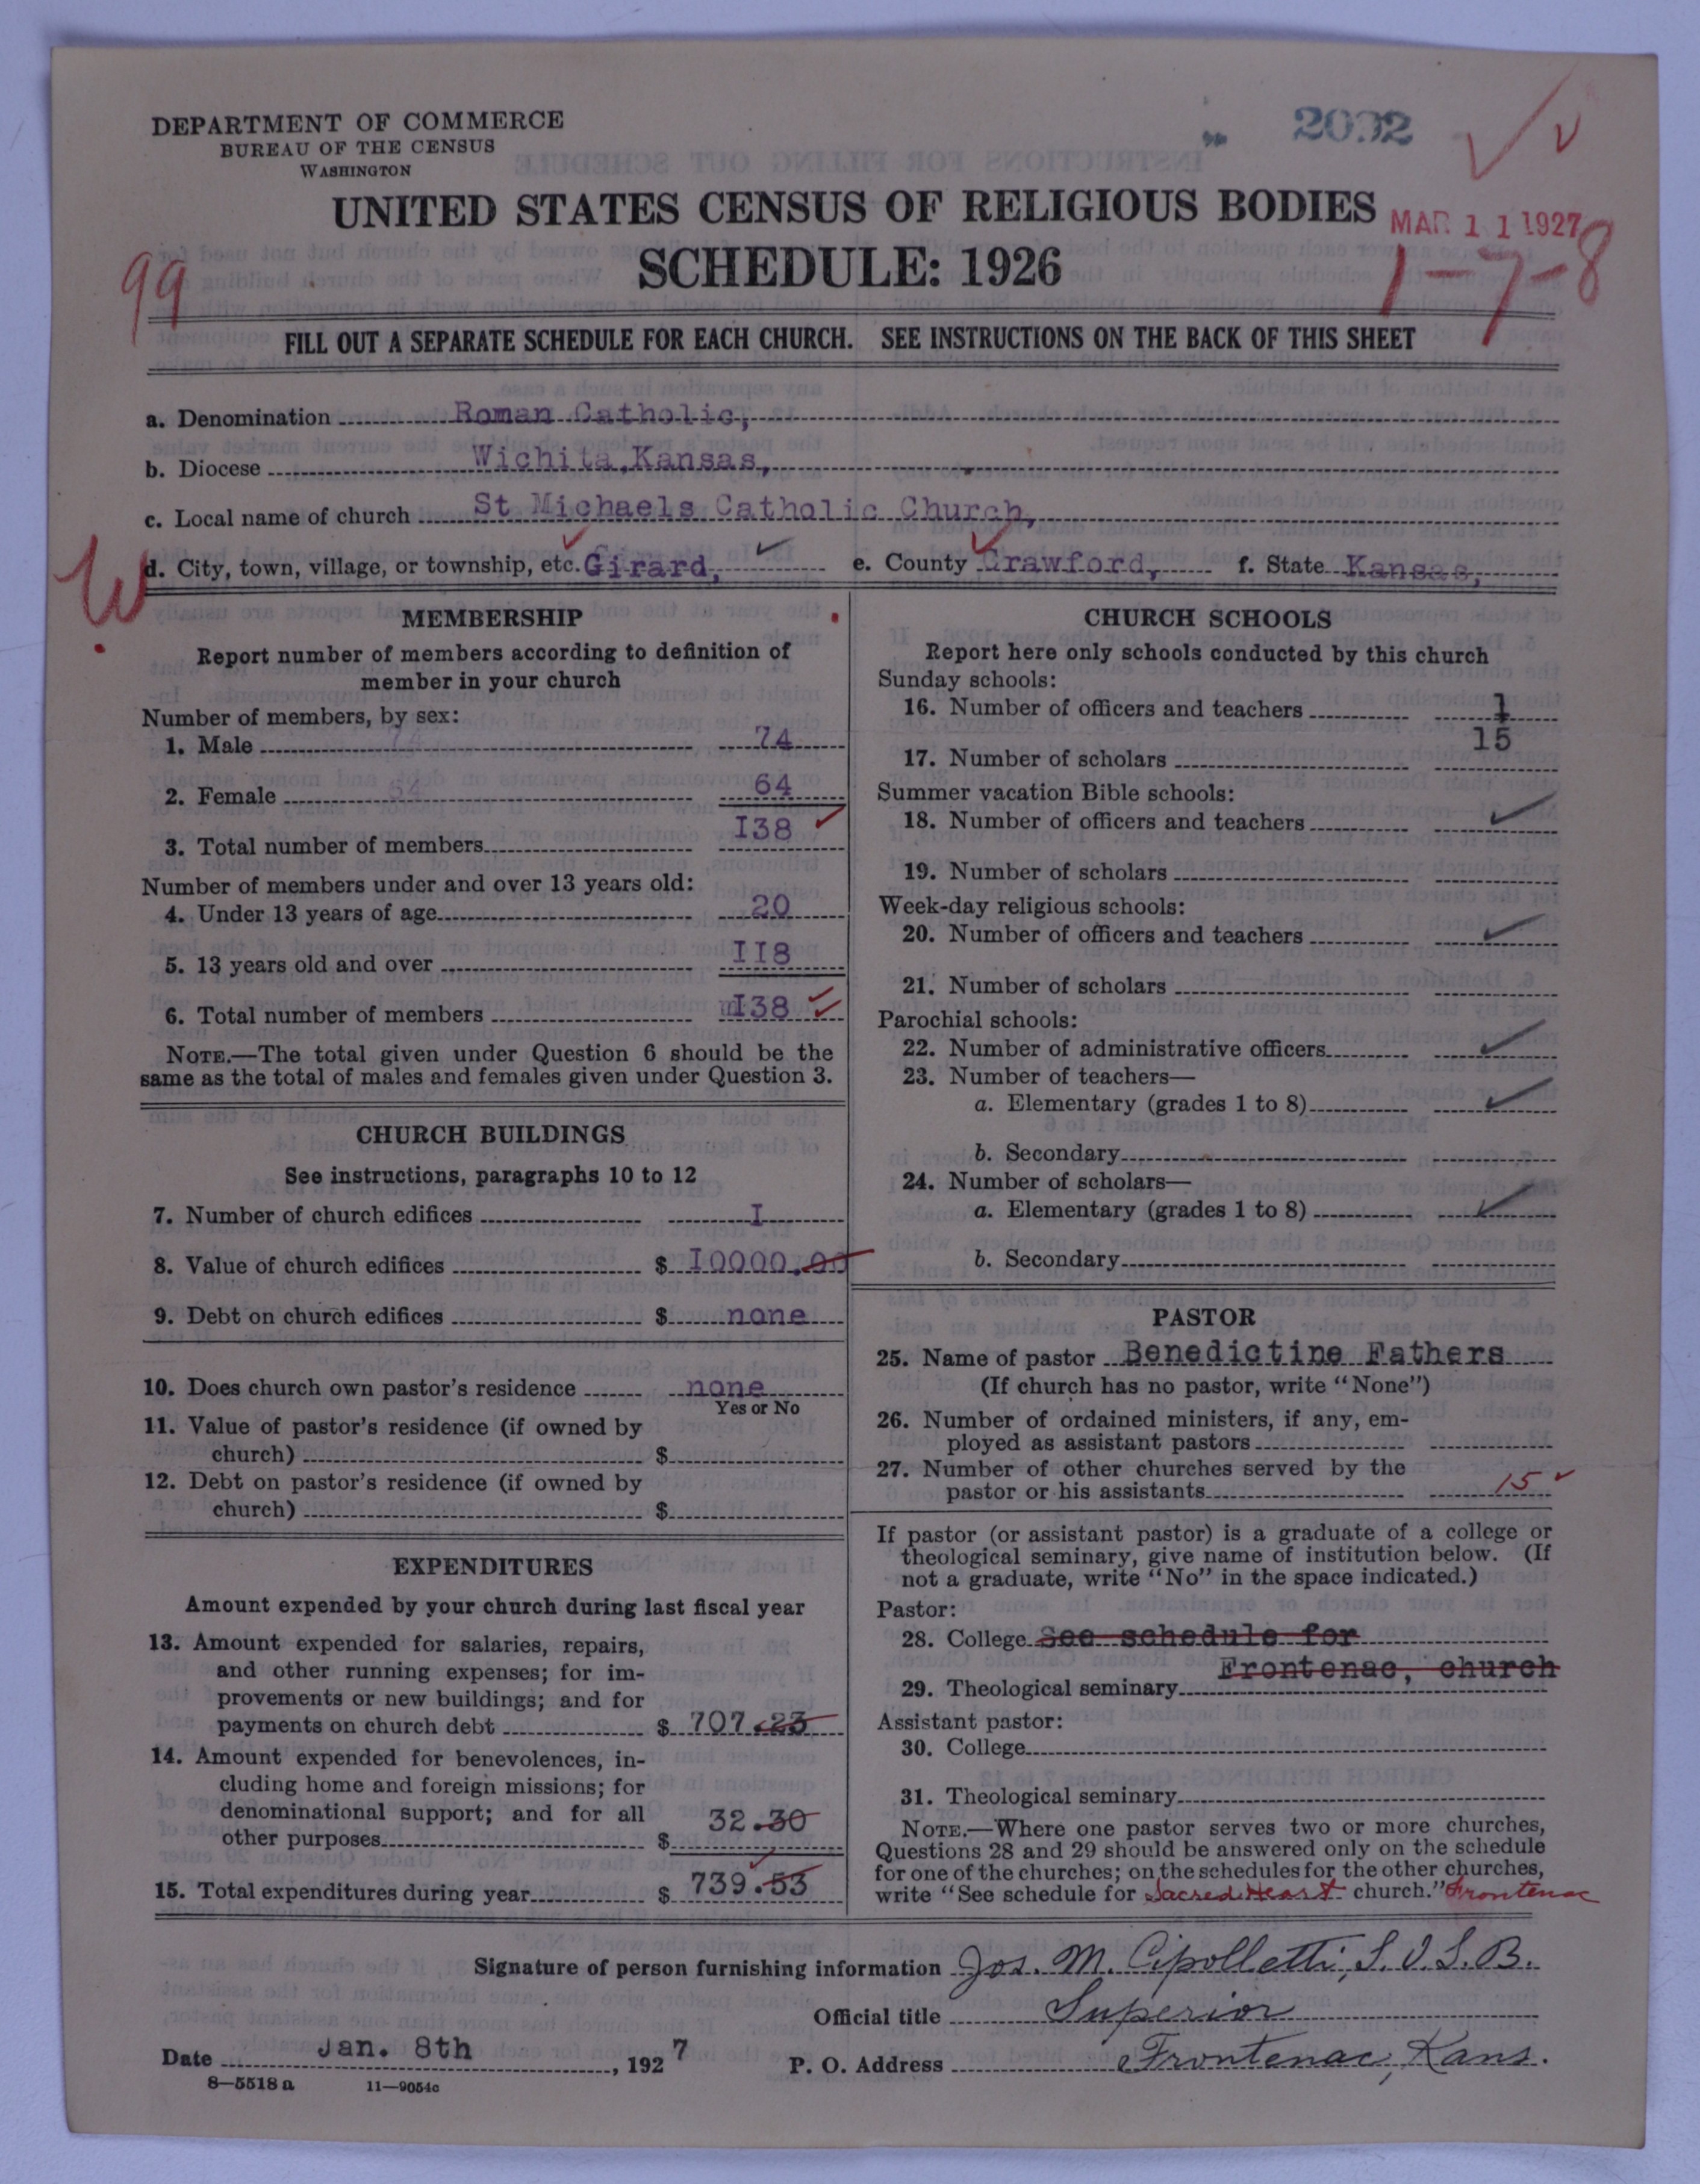 DEPARTMENT OF COMMERCE
BUREAU OF THE CENSUS
WASHINGTON
2092
UNITED STATES CENSUS OF RELIGIOUS BODIES
MAR 11 1927
SCHEDULE: 1926
99
1-7-8
FILL OUT A SEPARATE SCHEDULE FOR EACH CHURCH. SEE INSTRUCTIONS ON THE BACK OF THIS SHEET
a. Denomination Roman Catholic,
b. Diocese Wichita,Kansas,
c. Local name of church St Michaels Catholic Church,
W
d. City, town, village, or township, etc. Girard, e. County Crawford, f. State Kansas,
MEMBERSHIP
Report number of members according to definition of
member in your church
Number of members, by sex:
1. Male 74
2. Female 64
3. Total number of members I38
Number of members under and over 13 years old:
4. Under 13 years of age 20
5. 13 years old and over II8
6. Total number of members I38
NOTE.—The total given under Question 6 should be the
same as the total of males and females given under Question 3.
CHURCH BUILDINGS
See instructions, paragraphs 10 to 12
7. Number of church edifices I
8. Value of church edifices $ I0000.00
9. Debt on church edifices $ none
10. Does church own pastor's residence none
Yes or No
11. Value of pastor's residence (if owned by
church) $
12. Debt on pastor's residence (if owned by
church) $
EXPENDITURES
Amount expended by your church during last fiscal year
13. Amount expended for salaries, repairs,
and other running expenses; for im-
provements or new buildings; and for
payments on church debt $ 707.23
14. Amount expended for benevolences, in-
cluding home and foreign missions; for
denominational support; and for all
other purposes $ 32.30
15. Total expenditures during year $ 739.53
CHURCH SCHOOLS
Report here only schools conducted by this church
Sunday schools:
16. Number of officers and teachers 1
17. Number of scholars 15
Summer vacation Bible schools:
18. Number of officers and teachers
19. Number of scholars
Week-day religious schools:
20. Number of officers and teachers
21. Number of scholars
Parochial schools:
22. Number of administrative officers
23. Number of teachers—
a. Elementary (grades 1 to 8)
b. Secondary
24. Number of scholars—
a. Elementary (grades 1 to 8)
b. Secondary
PASTOR
25. Name of pastor Benedictine Fathers
(If church has no pastor, write "None")
26. Number of ordained ministers, if any, em-
ployed as assistant pastors
27. Number of other churches served by the
pastor or his assistants 15
If pastor (or assistant pastor) is a graduate of a college or
theological seminary, give name of institution below. (If
not a graduate, write "No" in the space indicated.)
Pastor:
28. College See schedule for
Frontenac, church
29. Theological seminary
Assistant pastor:
30. College
31. Theological seminary
NOTE.—Where one pastor serves two or more churches,
Questions 28 and 29 should be answered only on the schedule
for one of the churches; on the schedules for the other churches,
write "See schedule for Sacred Heart church." Frontenac
Signature of person furnishing information Jos. M. Cipolletti, S. O. S. B.
Official title Superior
Date Jan. 8th, 1927 P. O. Address Frontenac, Kans.
8—5518 a 11—9054c